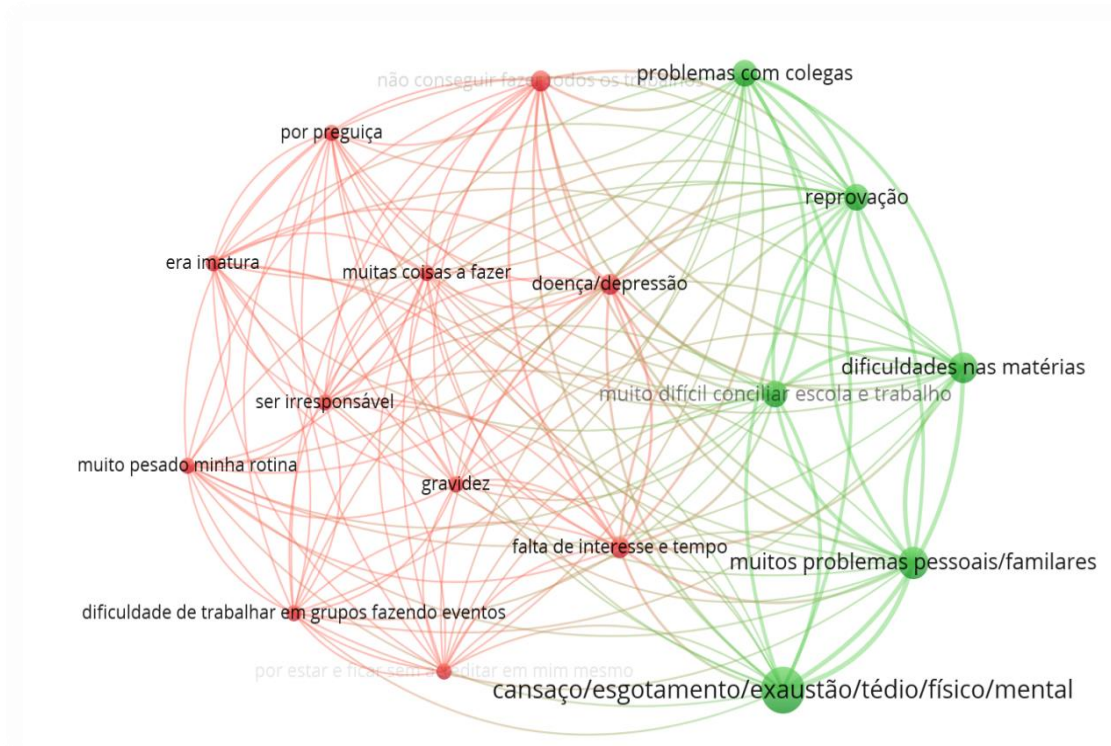 problemas com colegas
não conseguir fazer todos os trabalhos
por preguiça
reprovação
era imatura
muitas coisas a fazer
doença/depressão
dificuldades nas matérias
muito difícil conciliar escola e trabalho
ser irresponsável
muito pesado minha rotina
gravidez
falta de interesse e tempo
muitos problemas pessoais/familares
dificuldade de trabalhar em grupos fazendo eventos
por estar e ficar sem acreditar em mim mesmo
cansaço/esgotamento/exaustão/tédio/físico/mental